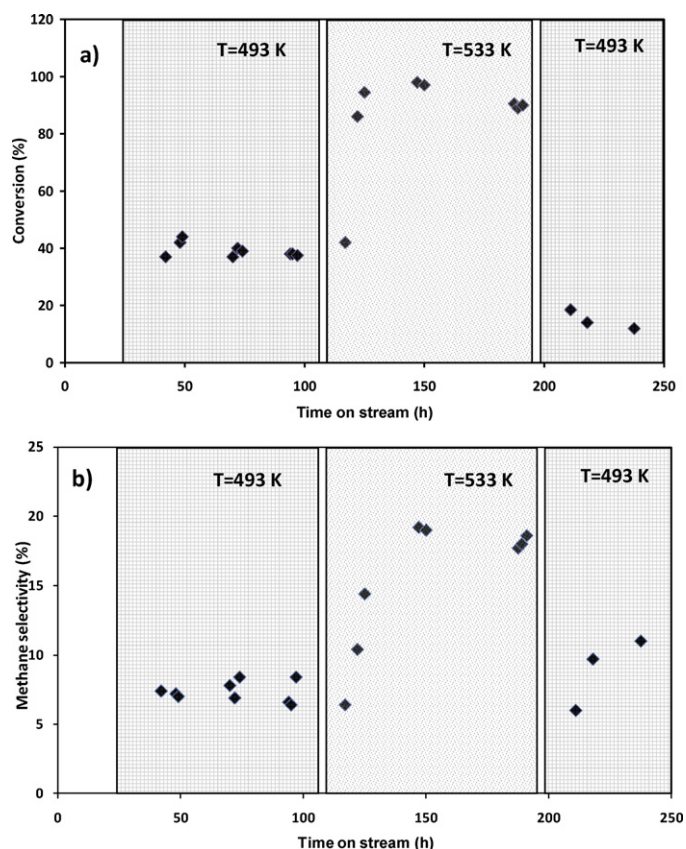 a)
T=493 K
T=533 K
T=493 K
Conversion (%)
120
100
80
60
40
20
0
0 50 100 150 200 250
Time on stream (h)
b)
T=493 K
T=533 K
T=493 K
Methane selectivity (%)
25
20
15
10
5
0
0 50 100 150 200 250
Time on stream (h)